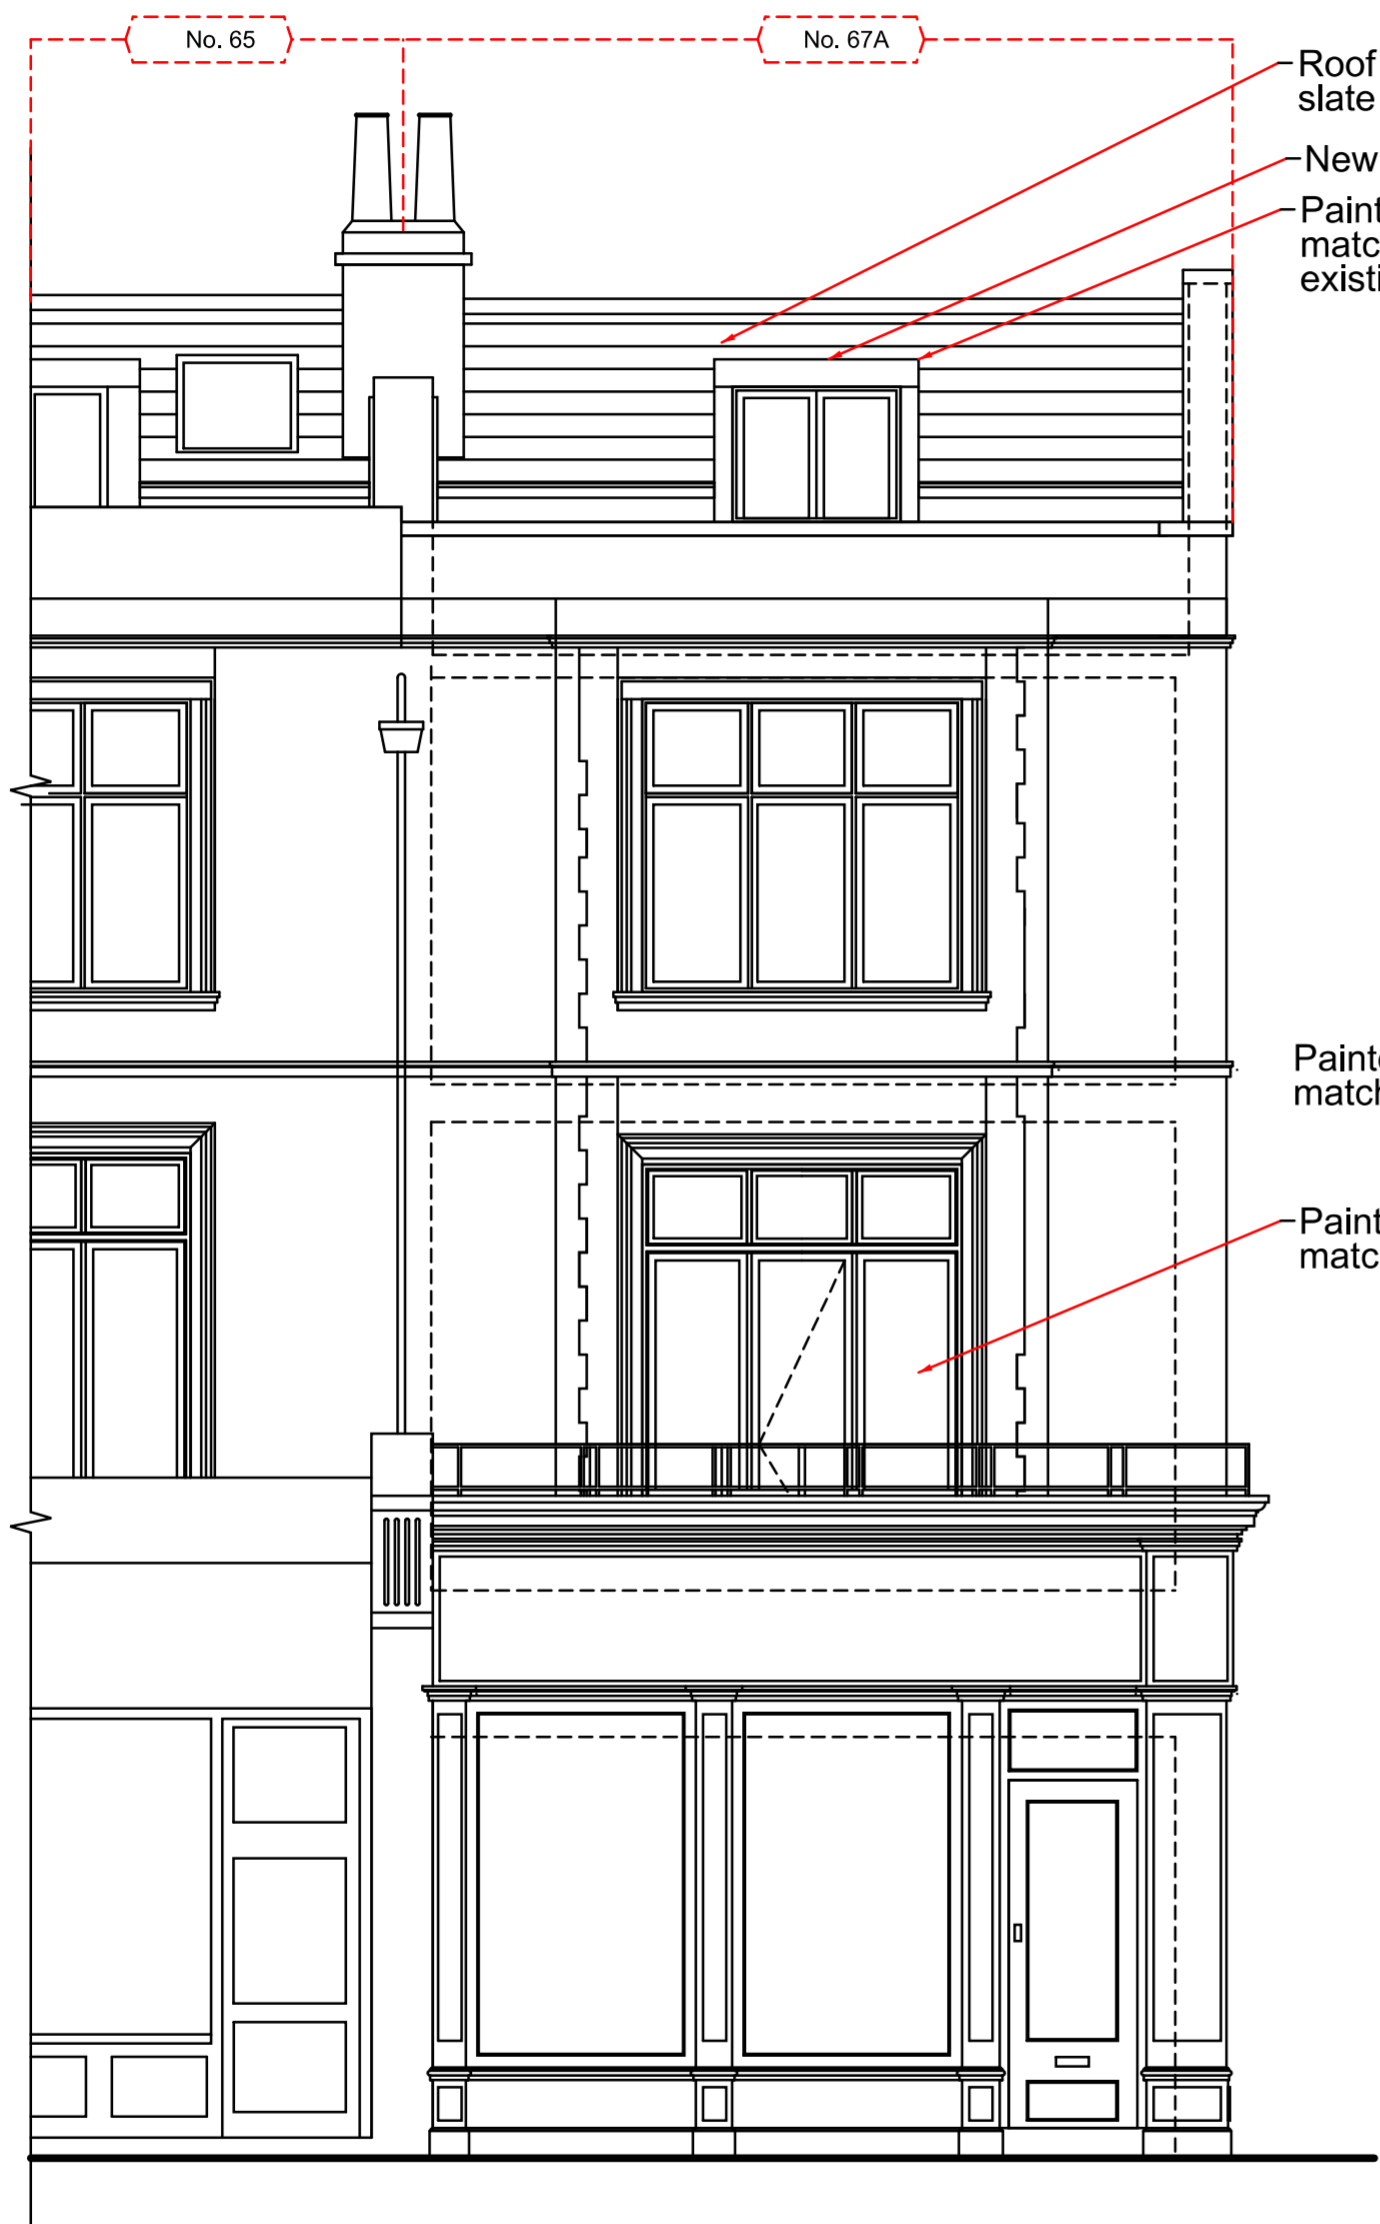 No. 65
No. 67A
Roof
slate
New
Paint
matc
existi
Painte
match
Paint
matc